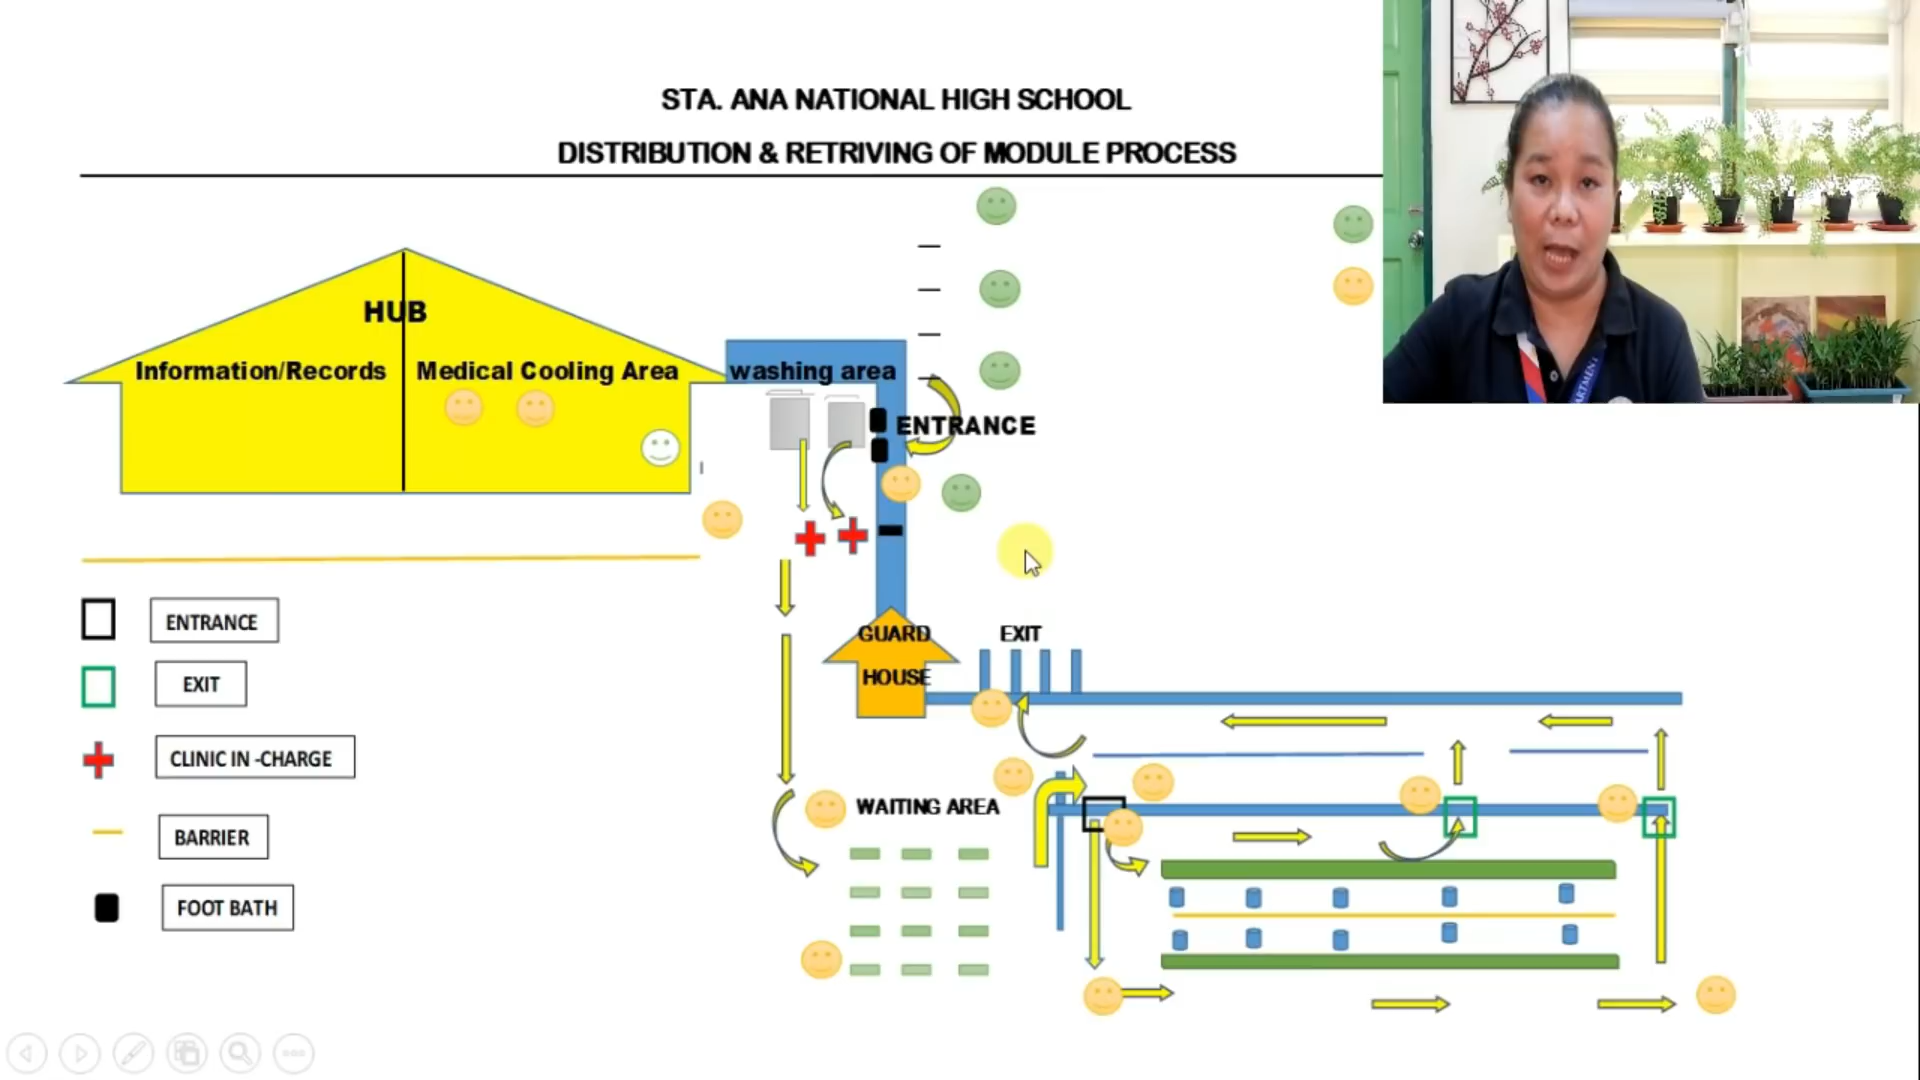 STA. ANA NATIONAL HIGH SCHOOL
DISTRIBUTION & RETRIVING OF MODULE PROCESS
HUB
Information/Records
Medical Cooling Area
washing area
ENTRANCE
GUARD
HOUSE
EXIT
WAITING AREA
ENTRANCE
EXIT
CLINIC IN -CHARGE
BARRIER
FOOT BATH